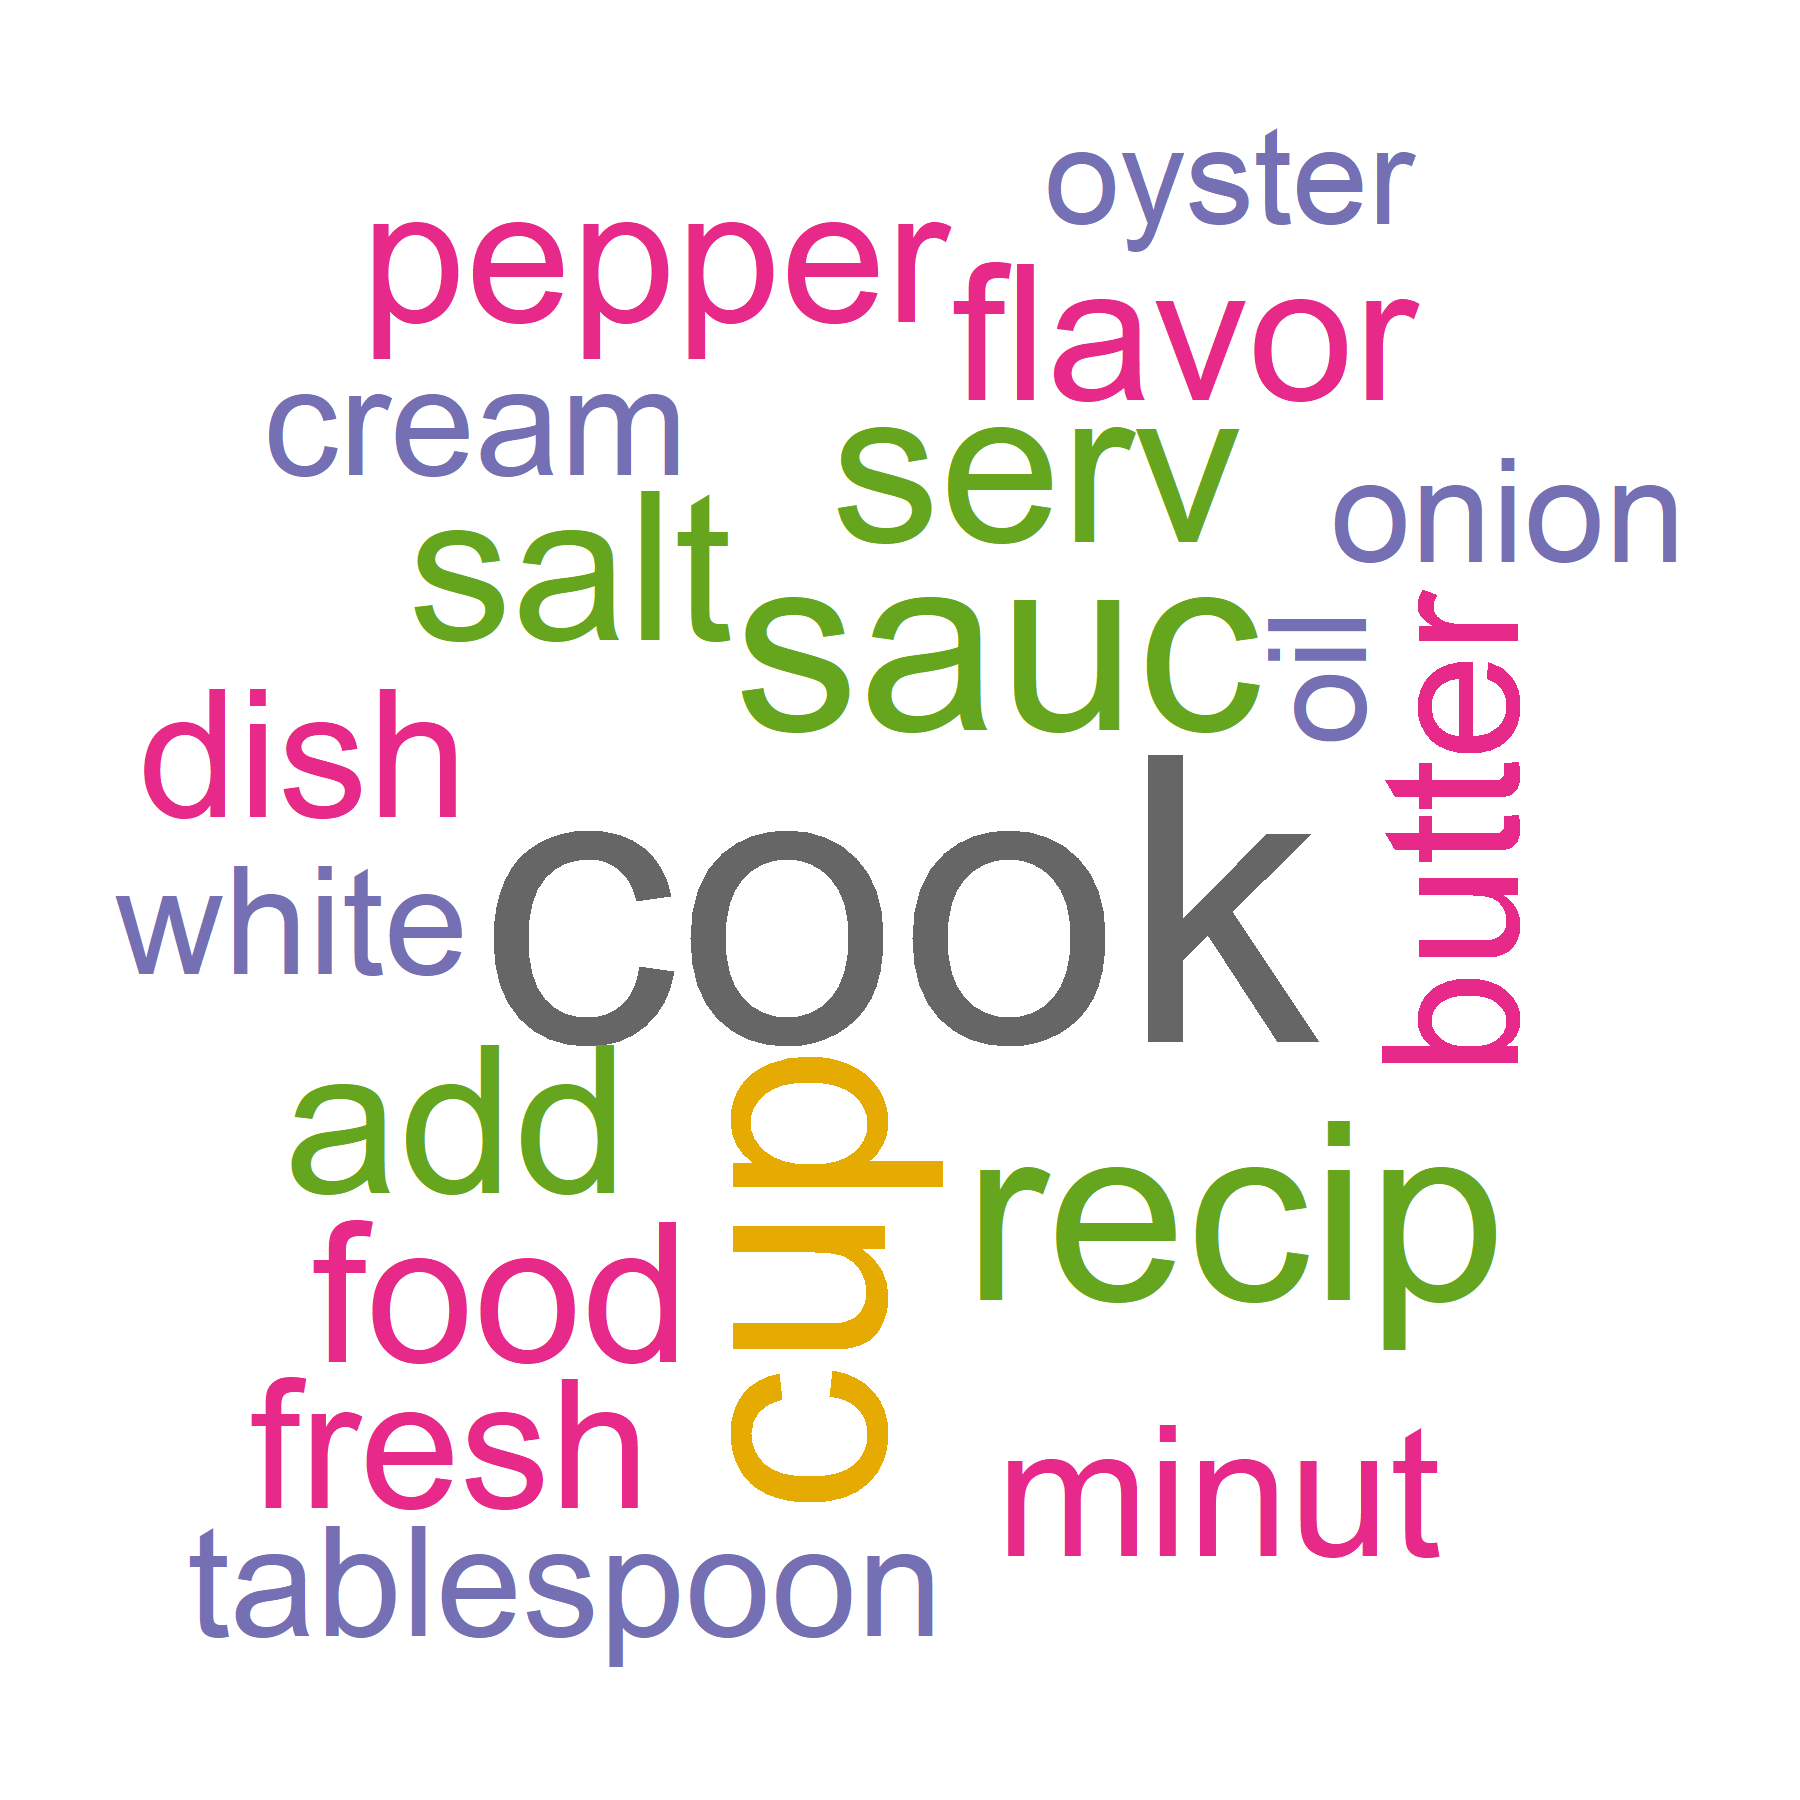 oyster
pepper
flavor
cream
serv
onion
salt
sauc
oil
butter
dish
cook
white
add
cup
recip
food
fresh
minut
tablespoon